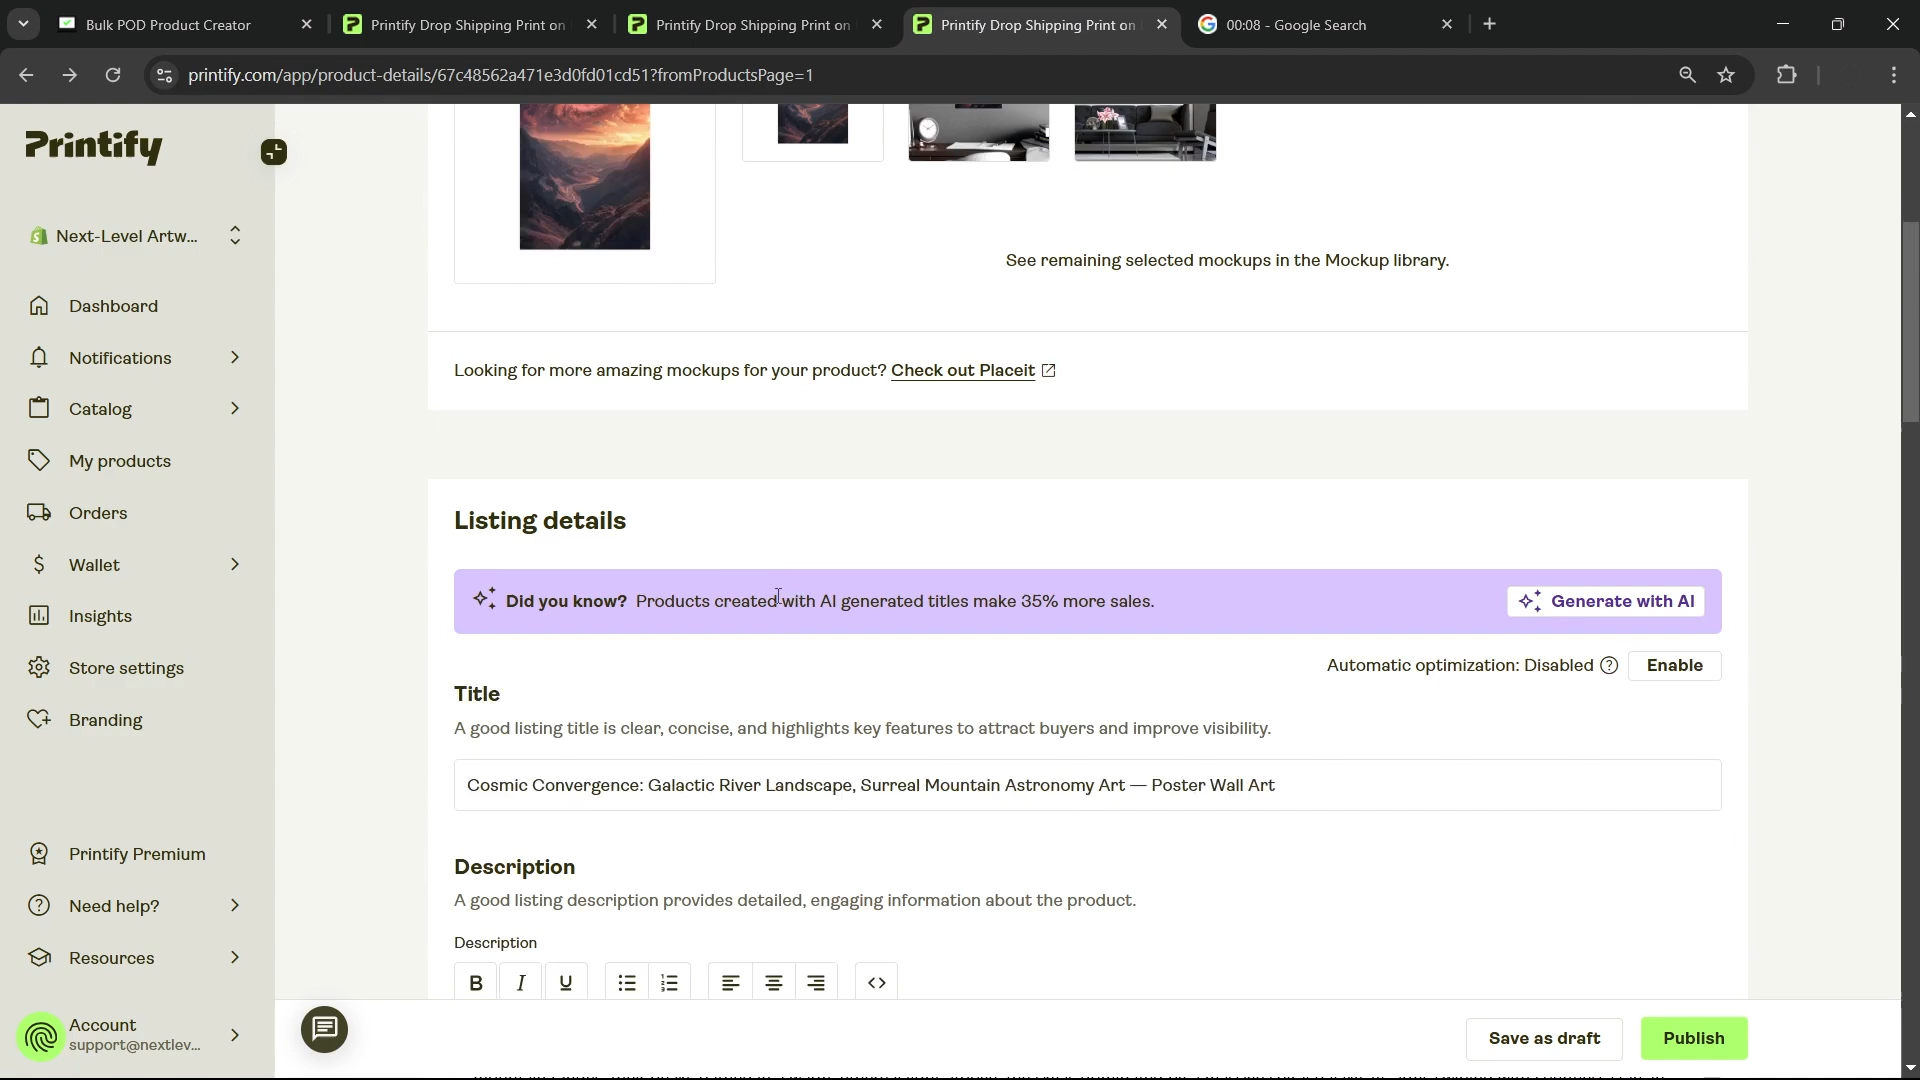 Bulk POD Product Creator
Printify Drop Shipping Print on
Printify Drop Shipping Print on
Printify Drop Shipping Print on
00:08 - Google Search
printify.com/app/product-details/67c48562a471e3d0fd01cd51?fromProductsPage=1
Printify
Next-Level Artw...
Dashboard
Notifications
Catalog
My products
Orders
Wallet
Insights
Store settings
Branding
Printify Premium
Need help?
Resources
Account
support@nextlev...
See remaining selected mockups in the Mockup library.
Looking for more amazing mockups for your product? Check out Placeit
Listing details
Did you know? Products created with AI generated titles make 35% more sales.
Generate with AI
Automatic optimization: Disabled
Enable
Title
A good listing title is clear, concise, and highlights key features to attract buyers and improve visibility.
Cosmic Convergence: Galactic River Landscape, Surreal Mountain Astronomy Art — Poster Wall Art
Description
A good listing description provides detailed, engaging information about the product.
Description
B I U
Save as draft
Publish